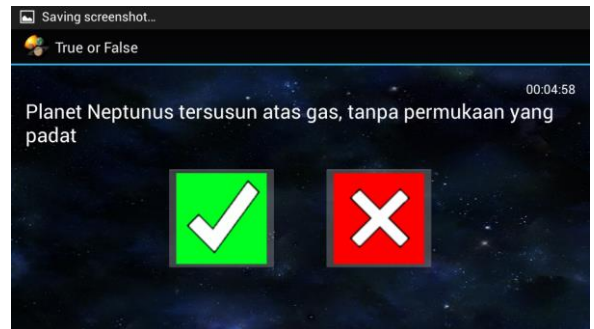 Saving screenshot...
True or False
00:04:58
Planet Neptunus tersusun atas gas, tanpa permukaan yang
padat